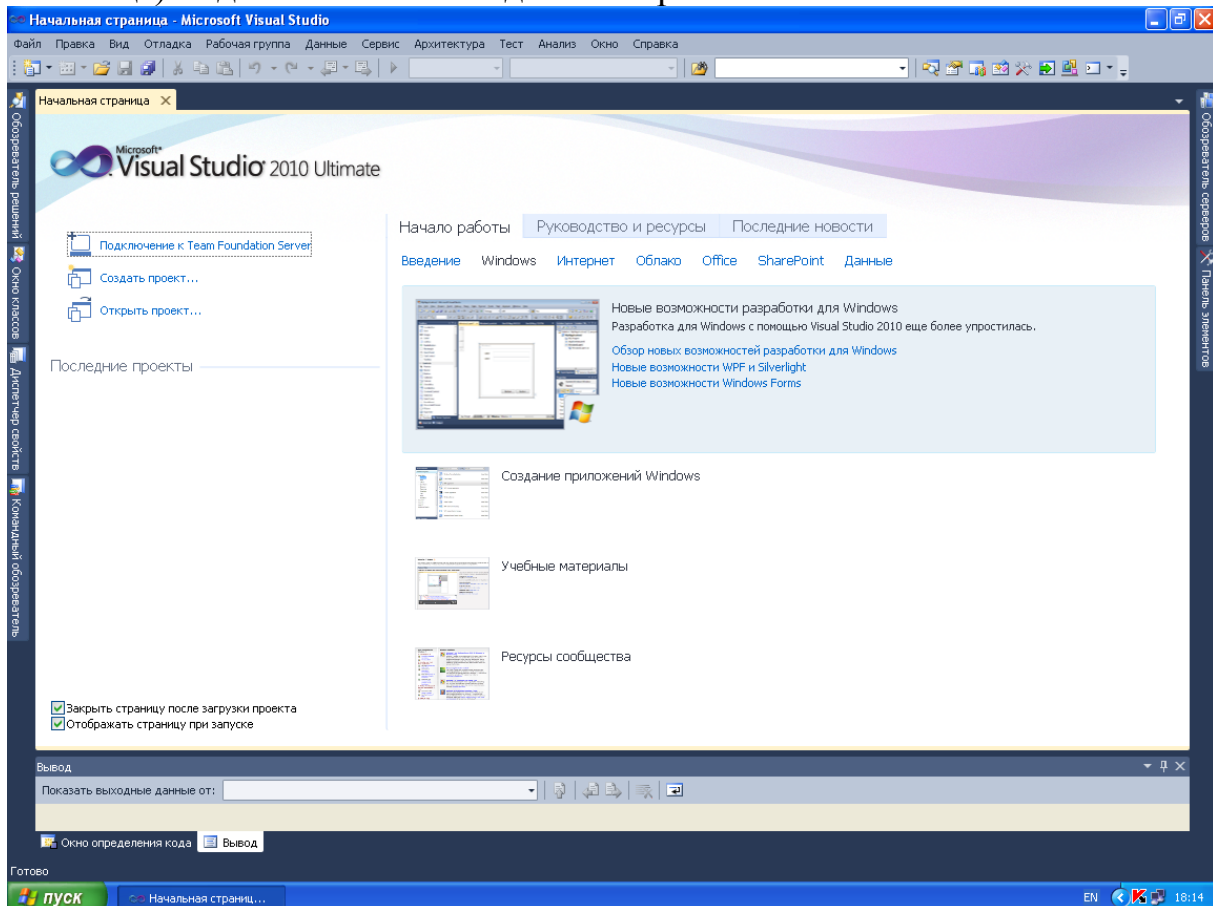 Начальная страница - Microsoft Visual Studio
Файл Правка Вид Отладка Рабочая группа Данные Сервис Архитектура Тест Анализ Окно Справка
Начальная страница
Обозреватель решений
Окно классов
Диспетчер свойств
Командный обозреватель
Microsoft®
Visual Studio® 2010 Ultimate
Подключение к Team Foundation Server
Создать проект...
Открыть проект...
Последние проекты
Закрыть страницу после загрузки проекта
Отображать страницу при запуске
Начало работы Руководство и ресурсы Последние новости
Введение Windows Интернет Облако Office SharePoint Данные
Новые возможности разработки для Windows
Разработка для Windows с помощью Visual Studio 2010 еще более упростилась.
Обзор новых возможностей разработки для Windows
Новые возможности WPF и Silverlight
Новые возможности Windows Forms
Создание приложений Windows
Учебные материалы
Ресурсы сообщества
Обозреватель серверов
Панель элементов
Вывод
Показать выходные данные от:
Окно определения кода Вывод
Готово
пуск Начальная страниц... EN 18:14